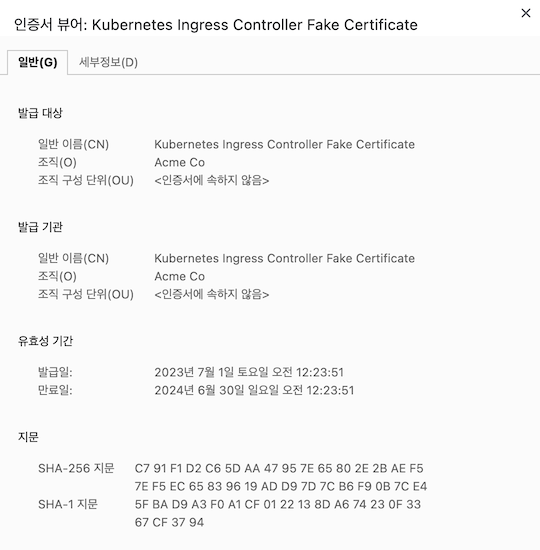 인증서 뷰어: Kubernetes Ingress Controller Fake Certificate
일반(G) 세부정보(D)
발급 대상
일반 이름(CN) Kubernetes Ingress Controller Fake Certificate
조직(O) Acme Co
조직 구성 단위(OU) <인증서에 속하지 않음>
발급 기관
일반 이름(CN) Kubernetes Ingress Controller Fake Certificate
조직(O) Acme Co
조직 구성 단위(OU) <인증서에 속하지 않음>
유효성 기간
발급일: 2023년 7월 1일 토요일 오전 12:23:51
만료일: 2024년 6월 30일 일요일 오전 12:23:51
지문
SHA-256 지문 C7 91 F1 D2 C6 5D AA 47 95 7E 65 80 2E 2B AE F5
7E F5 EC 65 83 96 19 AD D9 7D 7C B6 F9 0B 7C E4
SHA-1 지문 5F BA D9 A3 F0 A1 CF 01 22 13 8D A6 74 23 0F 33
67 CF 37 94